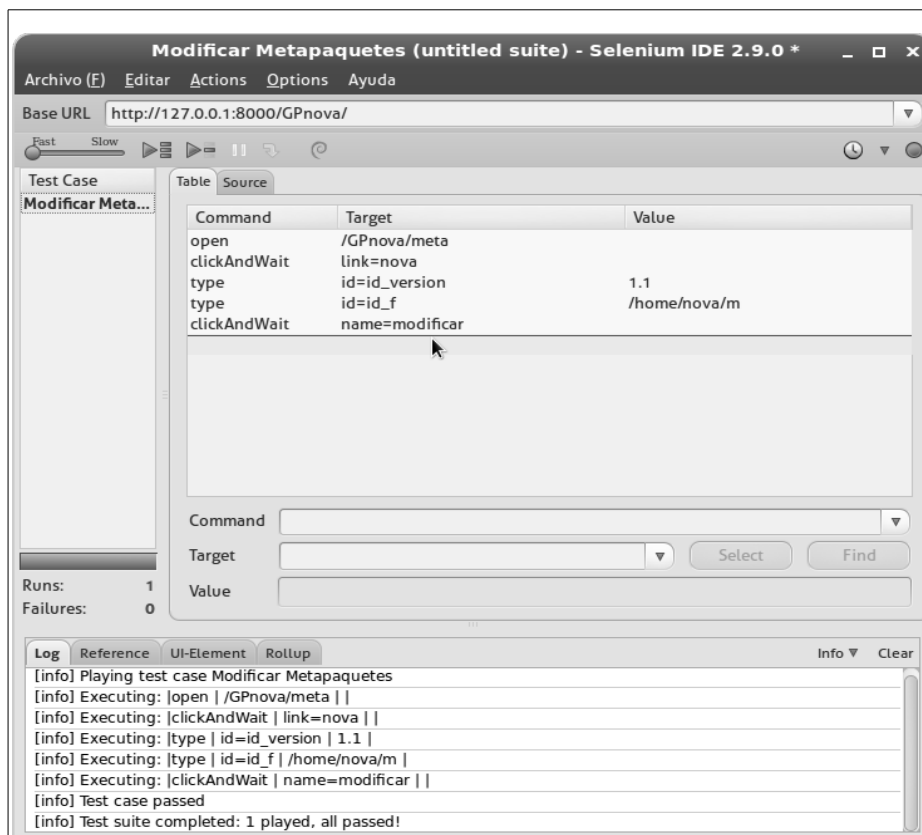 Modificar Metapaquetes (untitled suite) - Selenium IDE 2.9.0 *
Archivo (F) Editar Actions Options Ayuda
Base URL http://127.0.0.1:8000/GPnova/
Fast Slow
Test Case
Modificar Meta...
Table Source
Command Target Value
open /GPnova/meta
clickAndWait link=nova
type id=id_version 1.1
type id=id_f /home/nova/m
clickAndWait name=modificar
Command
Target Select Find
Value
Runs: 1
Failures: 0
Log Reference UI-Element Rollup Info Clear
[info] Playing test case Modificar Metapaquetes
[info] Executing: |open | /GPnova/meta | |
[info] Executing: |clickAndWait | link=nova | |
[info] Executing: |type | id=id_version | 1.1 |
[info] Executing: |type | id=id_f | /home/nova/m |
[info] Executing: |clickAndWait | name=modificar | |
[info] Test case passed
[info] Test suite completed: 1 played, all passed!